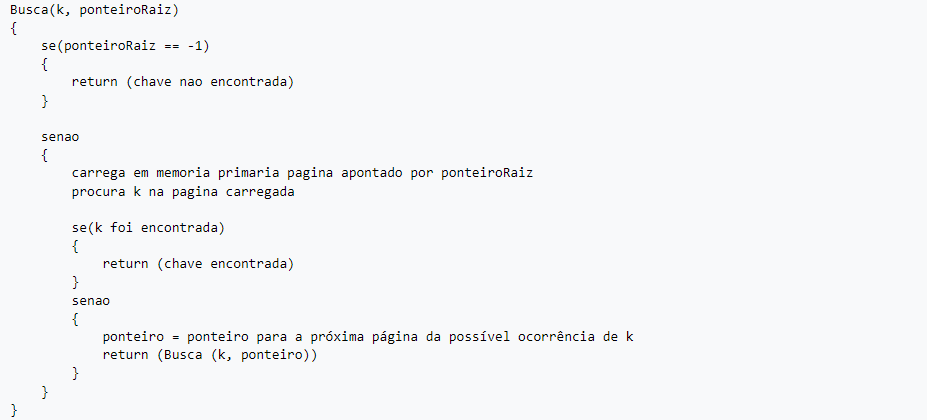 Busca(k, ponteiroRaiz)
{
se(ponteiroRaiz == -1)
{
return (chave nao encontrada)
}
senao
{
carrega em memoria primaria pagina apontado por ponteiroRaiz
procura k na pagina carregada
se(k foi encontrada)
{
return (chave encontrada)
}
senao
{
ponteiro = ponteiro para a próxima página da possível ocorrência de k
return (Busca (k, ponteiro))
}
}
}